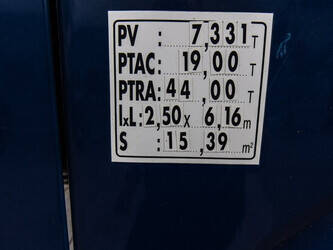 PV : 7,331 T
PTAC: 19,00 T
PTRA: 44,00 T
lxL: 2,50 x 6,16 m
S : 15,39 m²